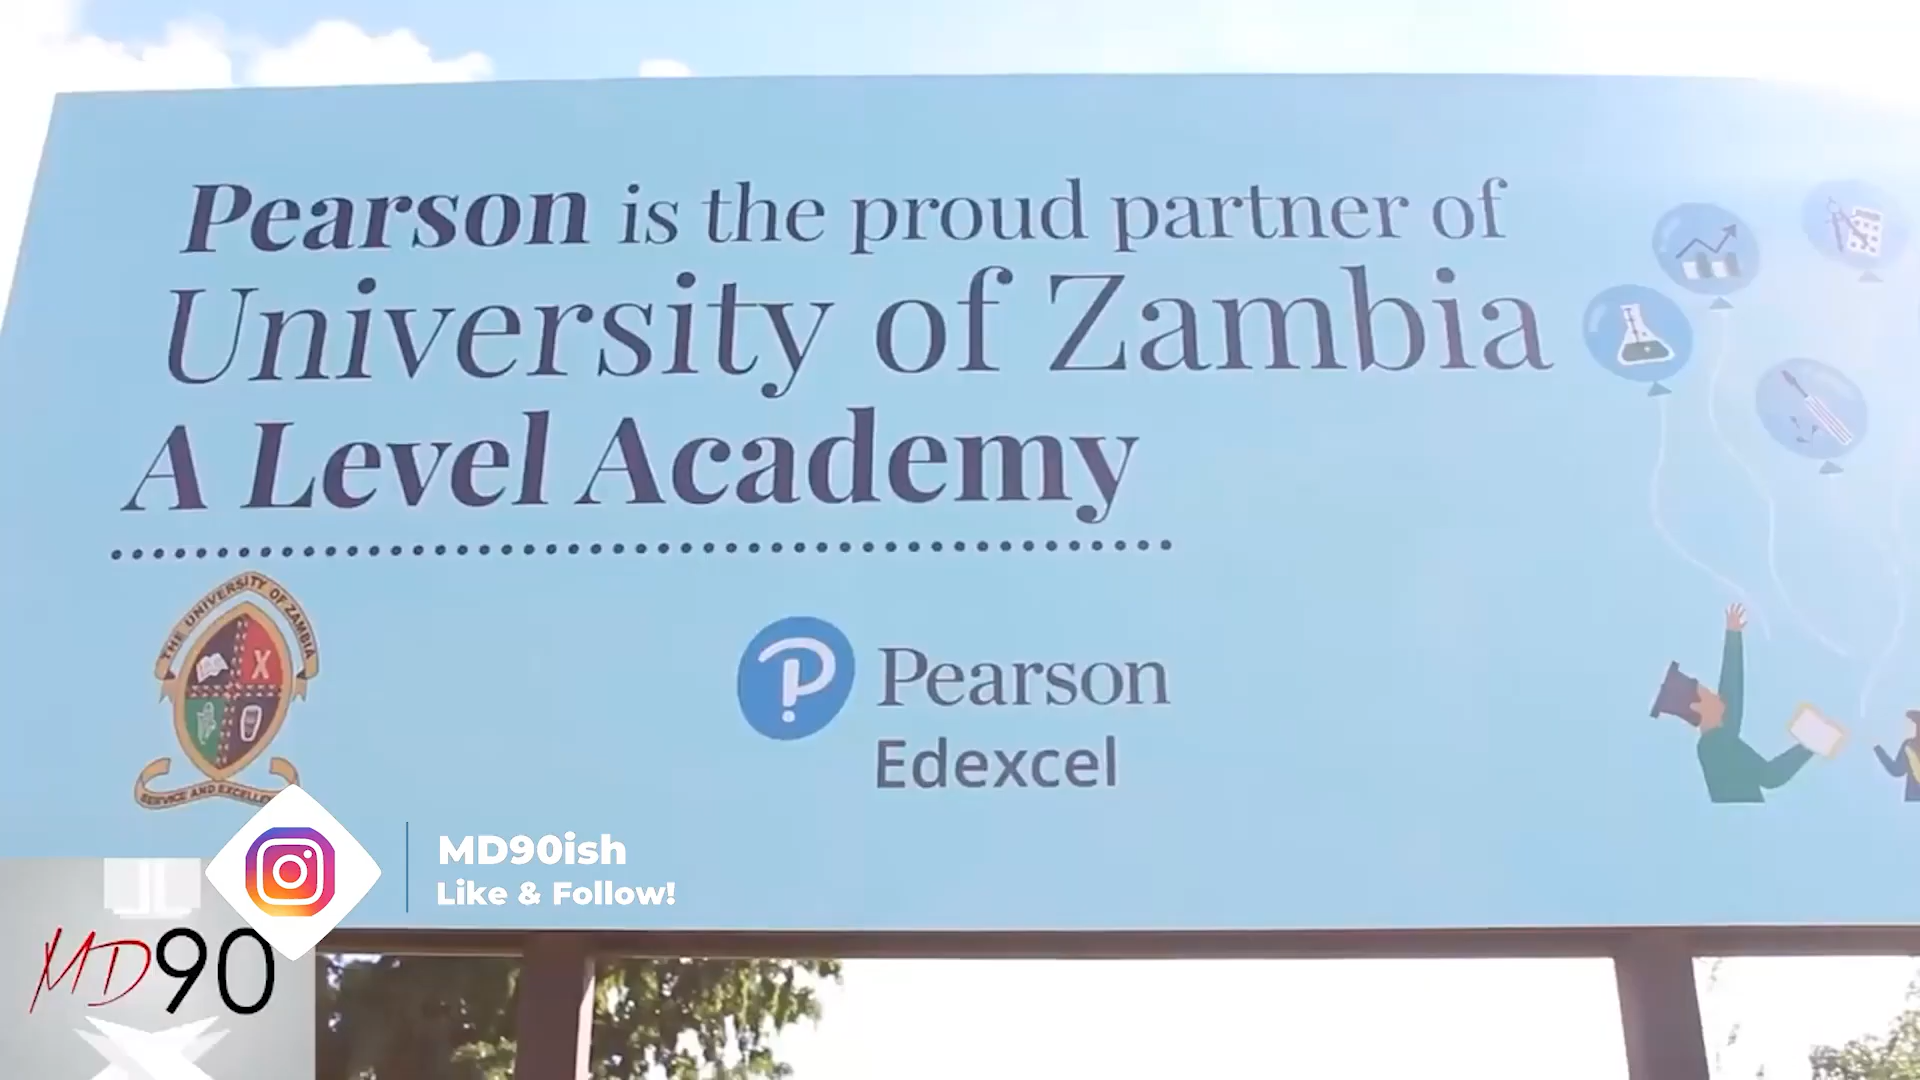 Pearson is the proud partner of
University of Zambia
A Level Academy
THE UNIVERSITY OF ZAMBIA
SERVICE AND
Pearson
Edexcel
MD90ish
Like & Follow!
MD90